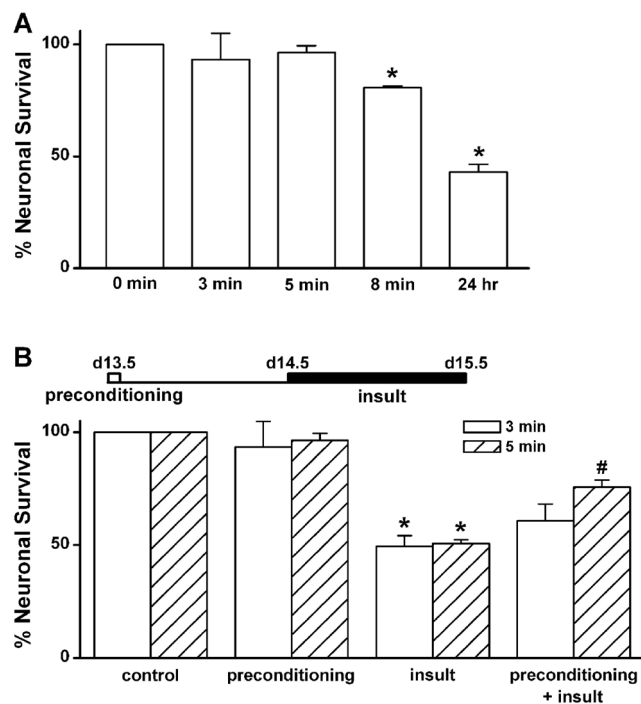 A
% Neuronal Survival
100
50
0
*
*
0 min 3 min 5 min 8 min 24 hr
B
d13.5 d14.5 d15.5
preconditioning insult
% Neuronal Survival
100
50
0
3 min
5 min
* * #
control preconditioning insult preconditioning
+ insult